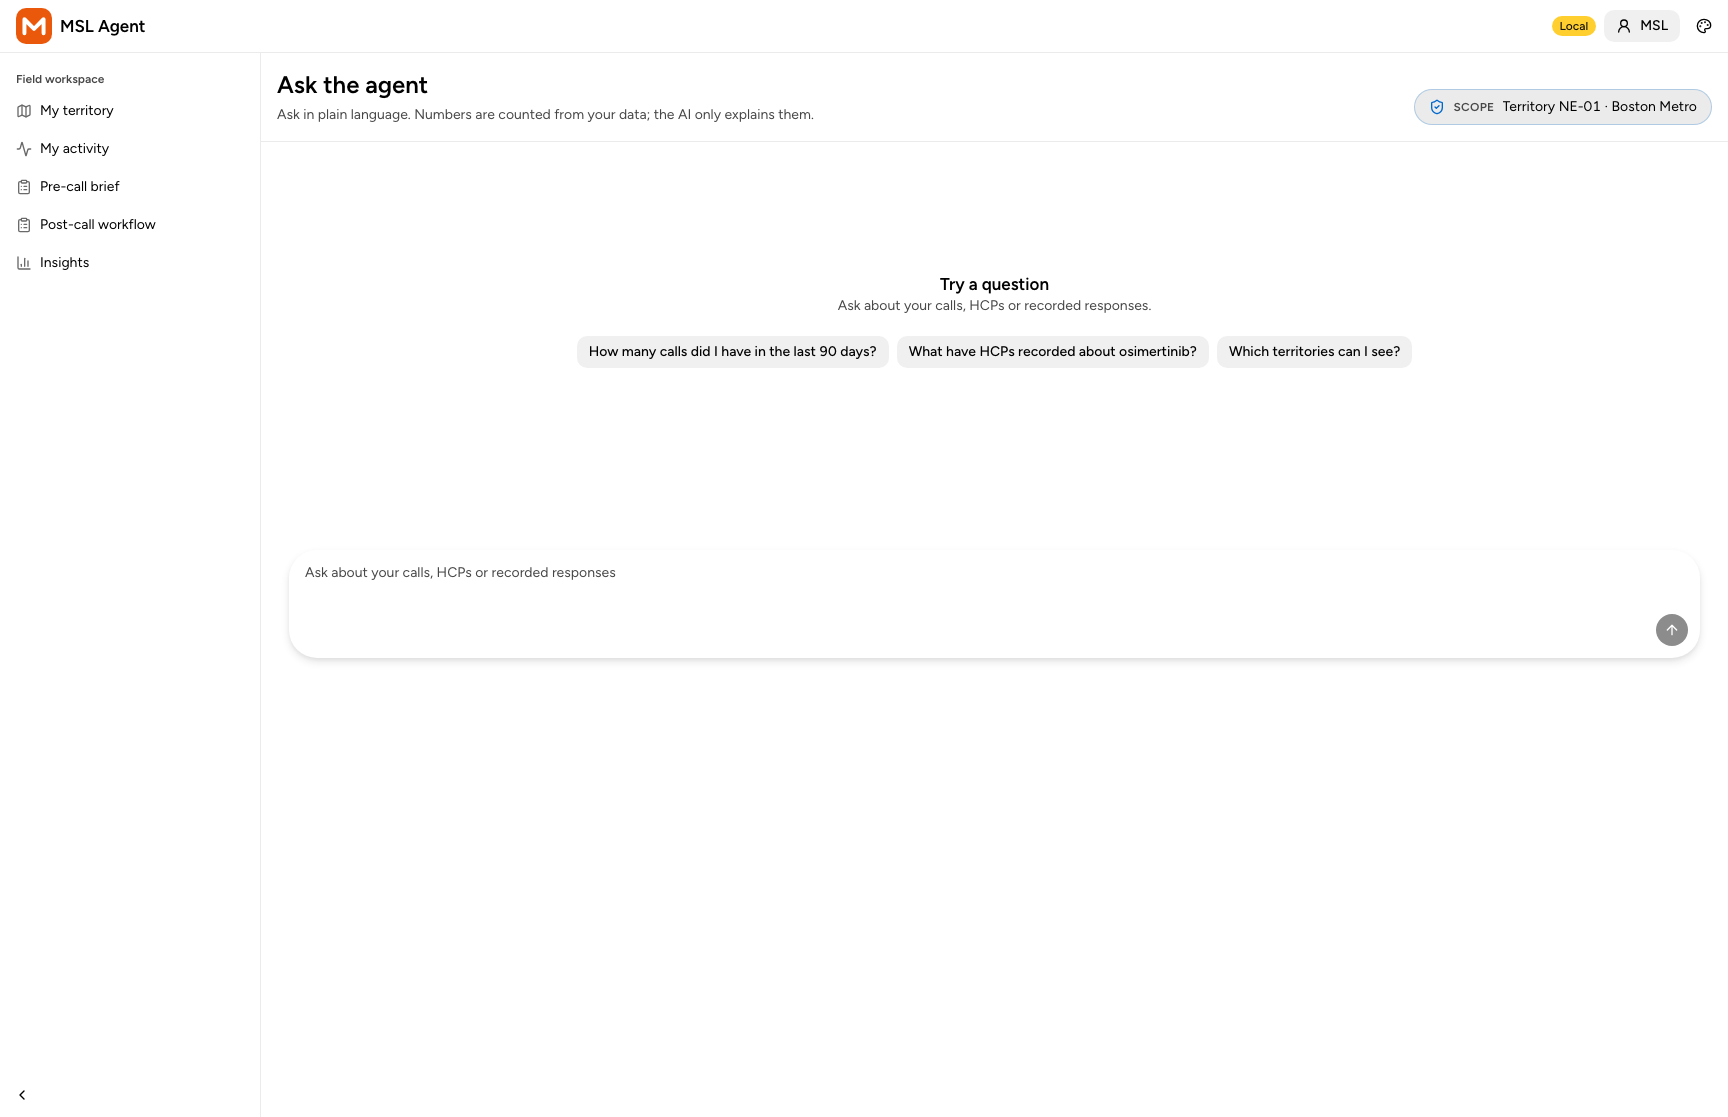 MSL Agent
Local
MSL
Field workspace
My territory
My activity
Pre-call brief
Post-call workflow
Insights
Ask the agent
Ask in plain language. Numbers are counted from your data; the AI only explains them.
SCOPE Territory NE-01 · Boston Metro
Try a question
Ask about your calls, HCPs or recorded responses.
How many calls did I have in the last 90 days?
What have HCPs recorded about osimertinib?
Which territories can I see?
Ask about your calls, HCPs or recorded responses